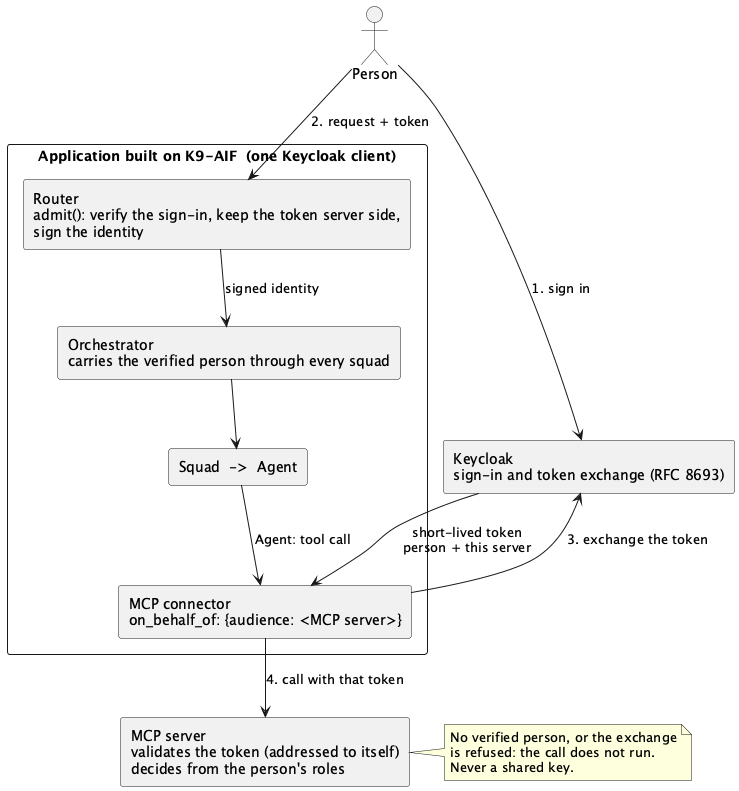 Person
2. request + token
Application built on K9-AIF  (one Keycloak client)
Router
admit(): verify the sign-in, keep the token server side,
sign the identity
signed identity
1. sign in
Orchestrator
carries the verified person through every squad
Squad  ->  Agent
Keycloak
sign-in and token exchange (RFC 8693)
Agent: tool call
short-lived token
person + this server
3. exchange the token
MCP connector
on_behalf_of: {audience: <MCP server>}
4. call with that token
MCP server
validates the token (addressed to itself)
decides from the person's roles
No verified person, or the exchange
is refused: the call does not run.
Never a shared key.